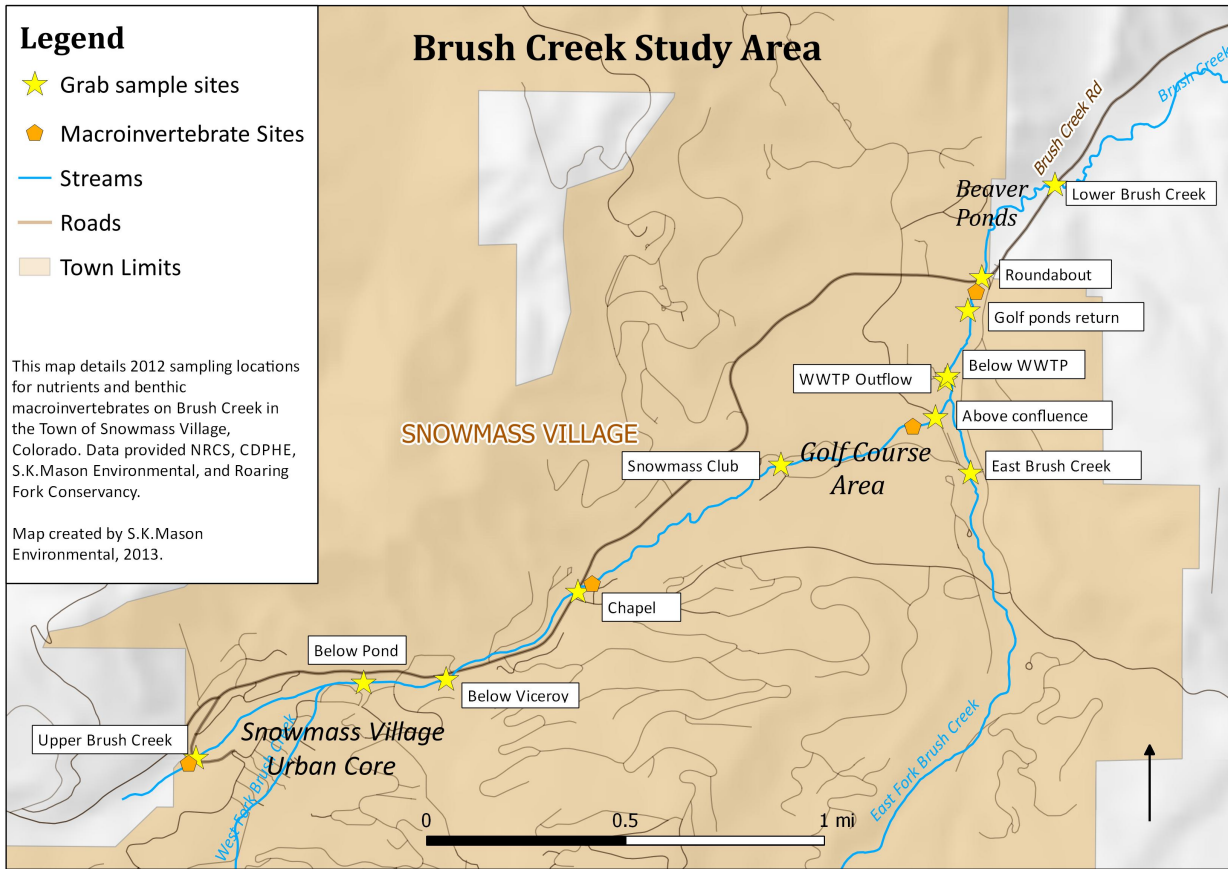 Legend
Grab sample sites
Macroinvertebrate Sites
Streams
Roads
Town Limits
This map details 2012 sampling locations
for nutrients and benthic
macroinvertebrates on Brush Creek in
the Town of Snowmass Village,
Colorado. Data provided NRCS, CDPHE,
S.K.Mason Environmental, and Roaring
Fork Conservancy.
Map created by S.K.Mason
Environmental, 2013.
Brush Creek Study Area
Brush Creek
Brush Creek Rd
Beaver
Ponds
Lower Brush Creek
Roundabout
Golf ponds return
Below WWTP
WWTP Outflow
Above confluence
SNOWMASS VILLAGE
Golf Course
Area
Snowmass Club
East Brush Creek
Chapel
Below Pond
Below Viceroy
Upper Brush Creek
Snowmass Village
Urban Core
West Fork Brush Creek
East Fork Brush Creek
0 0.5 1 mi